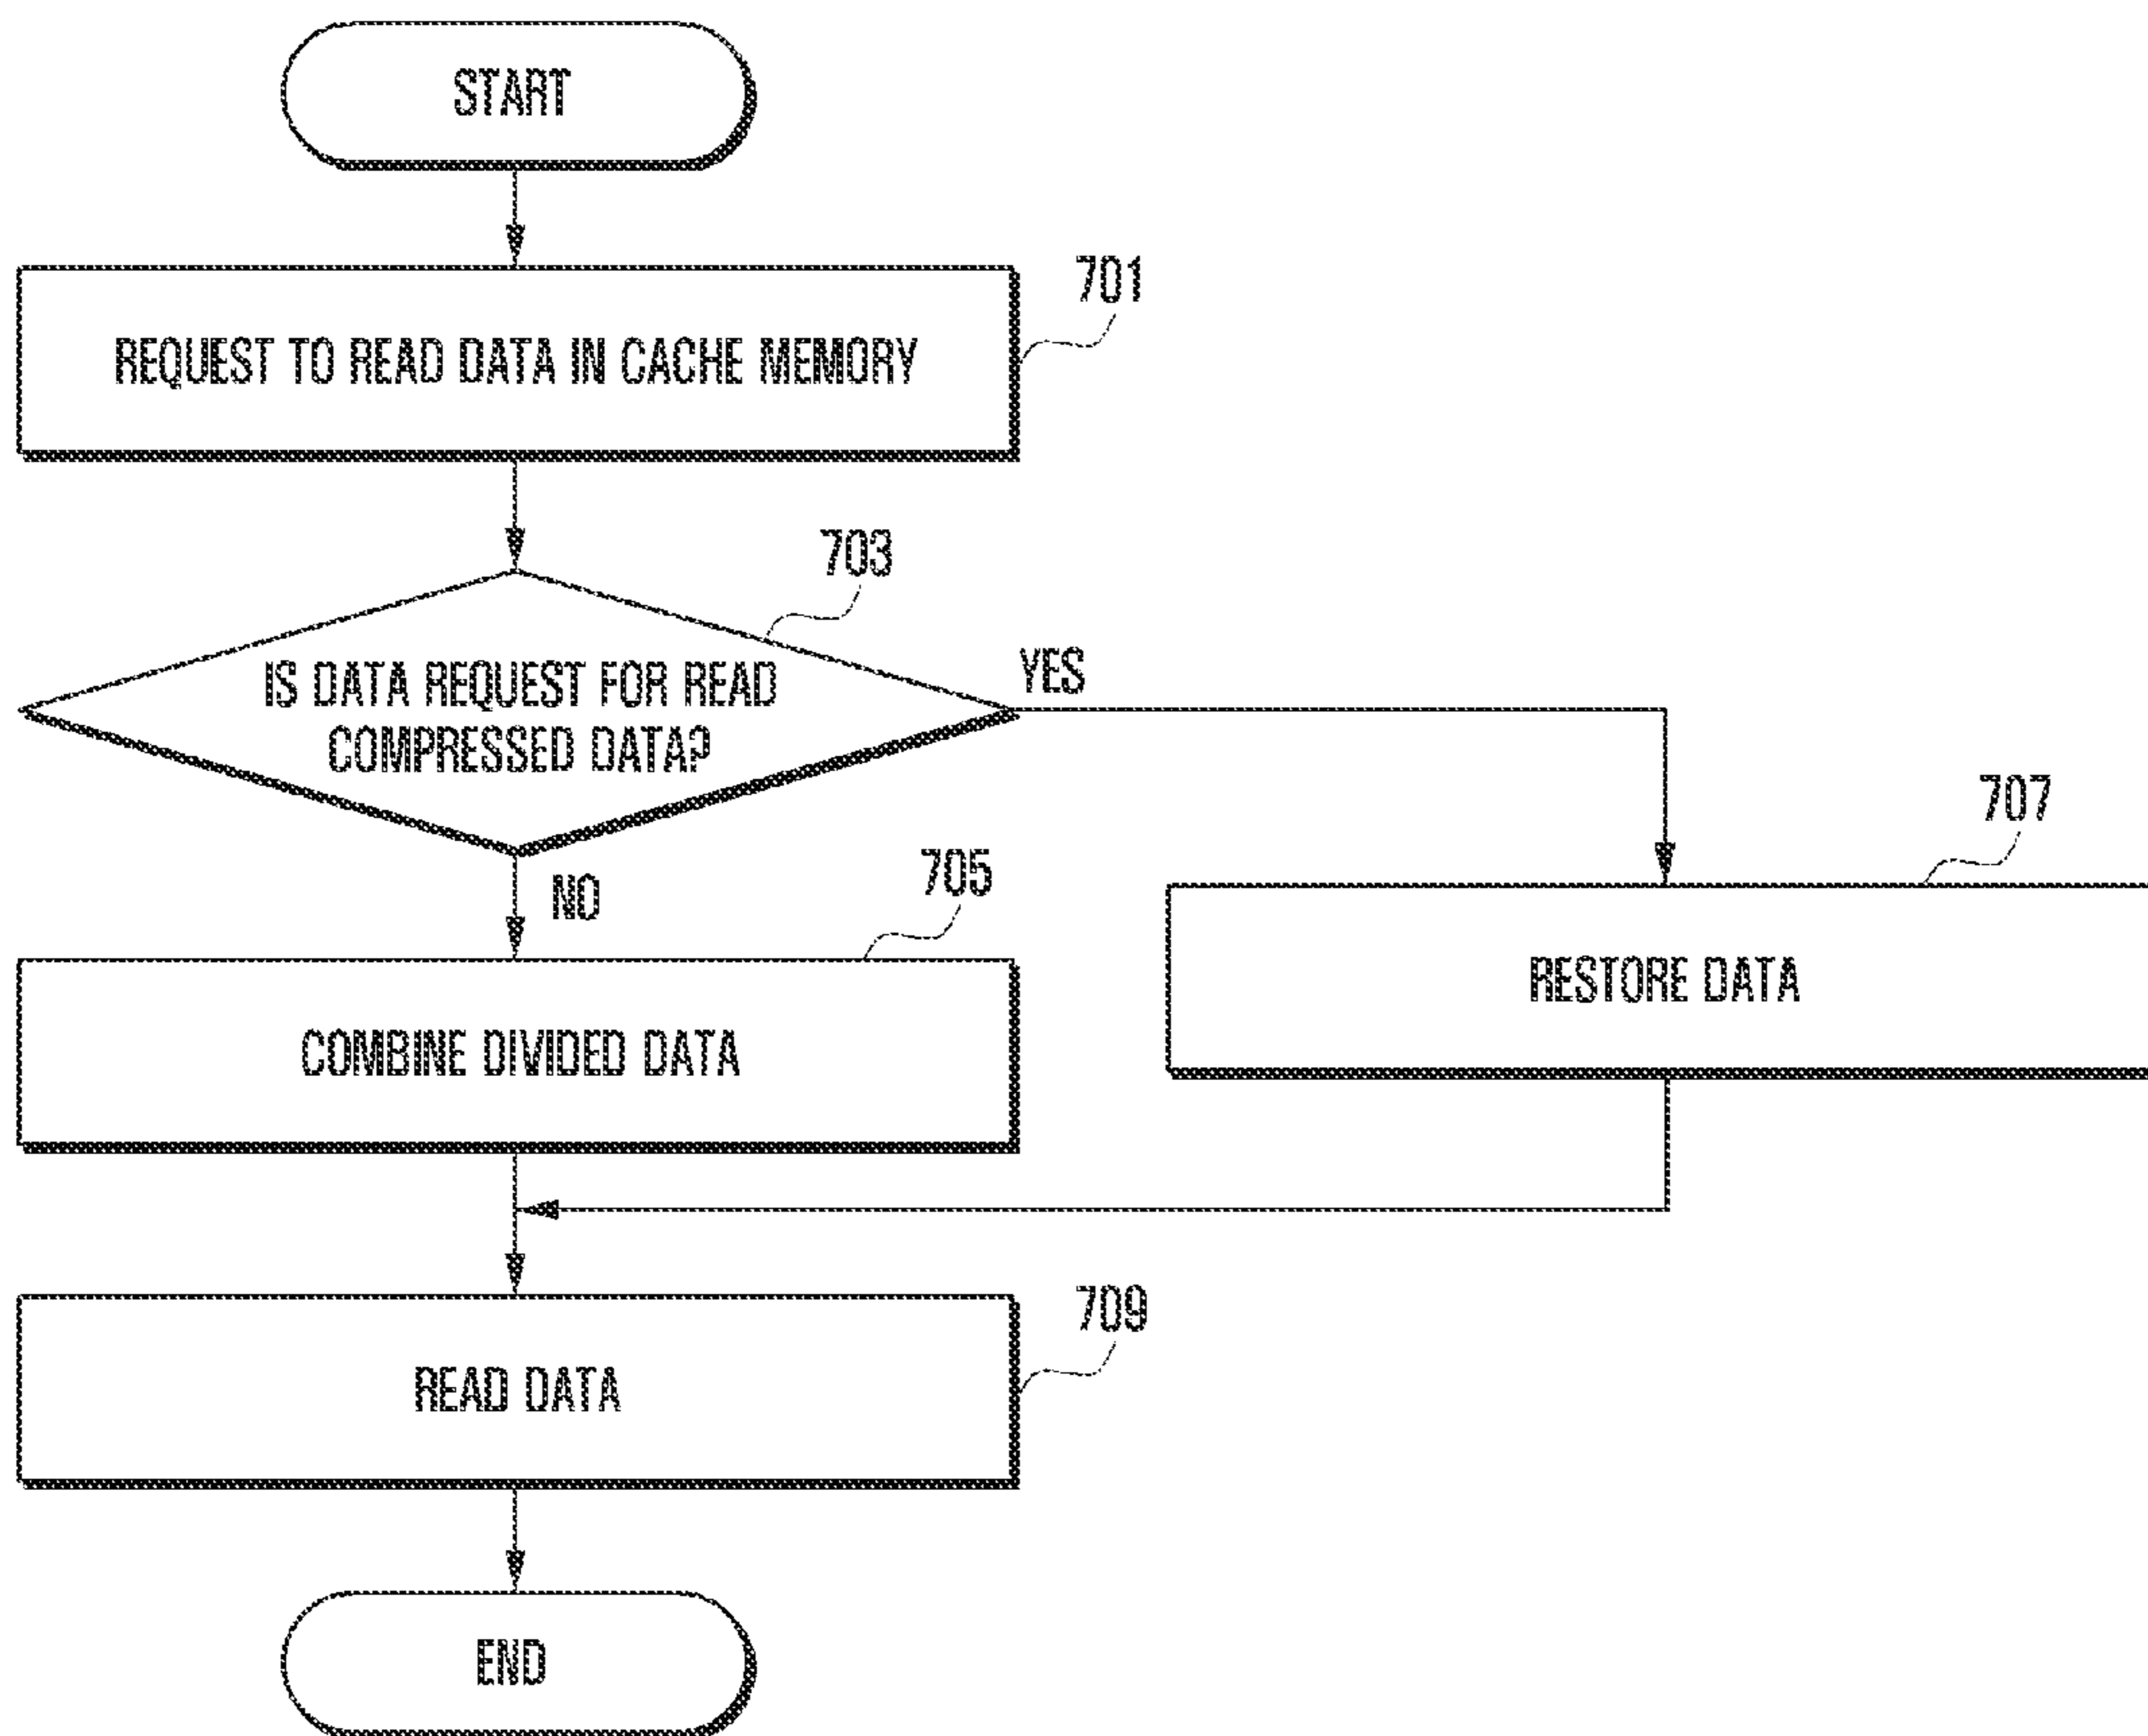 START
701
REQUEST TO READ DATA IN CACHE MEMORY
703
IS DATA REQUEST FOR READ
COMPRESSED DATA?
YES
NO
705
COMBINE DIVIDED DATA
707
RESTORE DATA
709
READ DATA
END